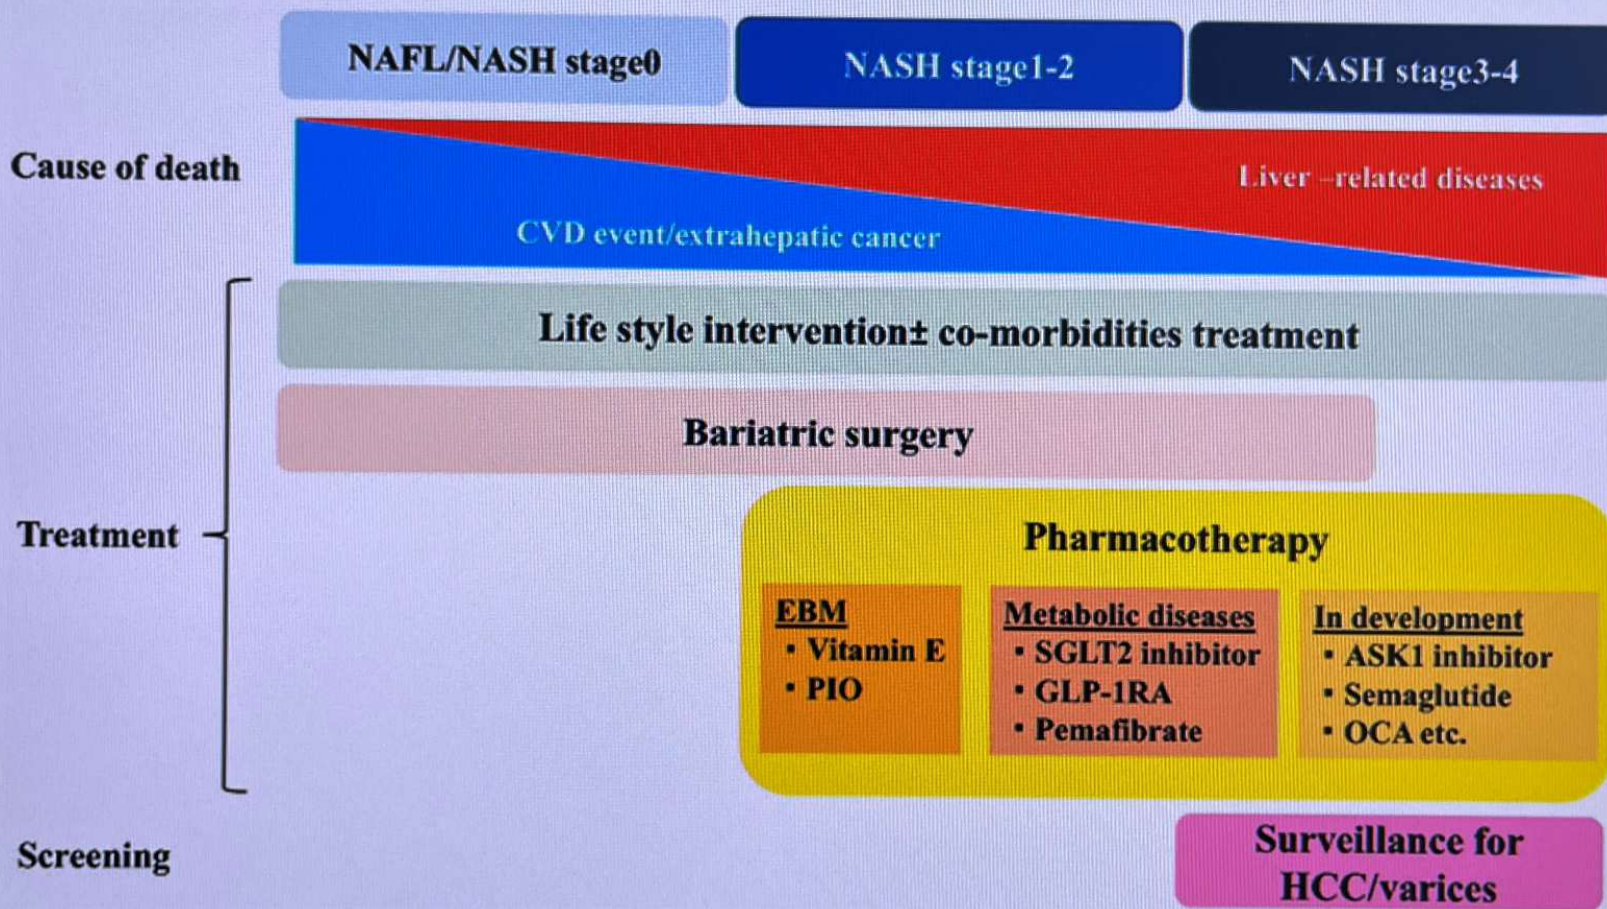 NAFL/NASH stage0
NASH stage1-2
NASH stage3-4
Cause of death
Liver –related diseases
CVD event/extrahepatic cancer
Life style intervention± co-morbidities treatment
Bariatric surgery
Treatment
Pharmacotherapy
EBM
▪ Vitamin E
▪ PIO
Metabolic diseases
▪ SGLT2 inhibitor
▪ GLP-1RA
▪ Pemafibrate
In development
▪ ASK1 inhibitor
▪ Semaglutide
▪ OCA etc.
Screening
Surveillance for
HCC/varices